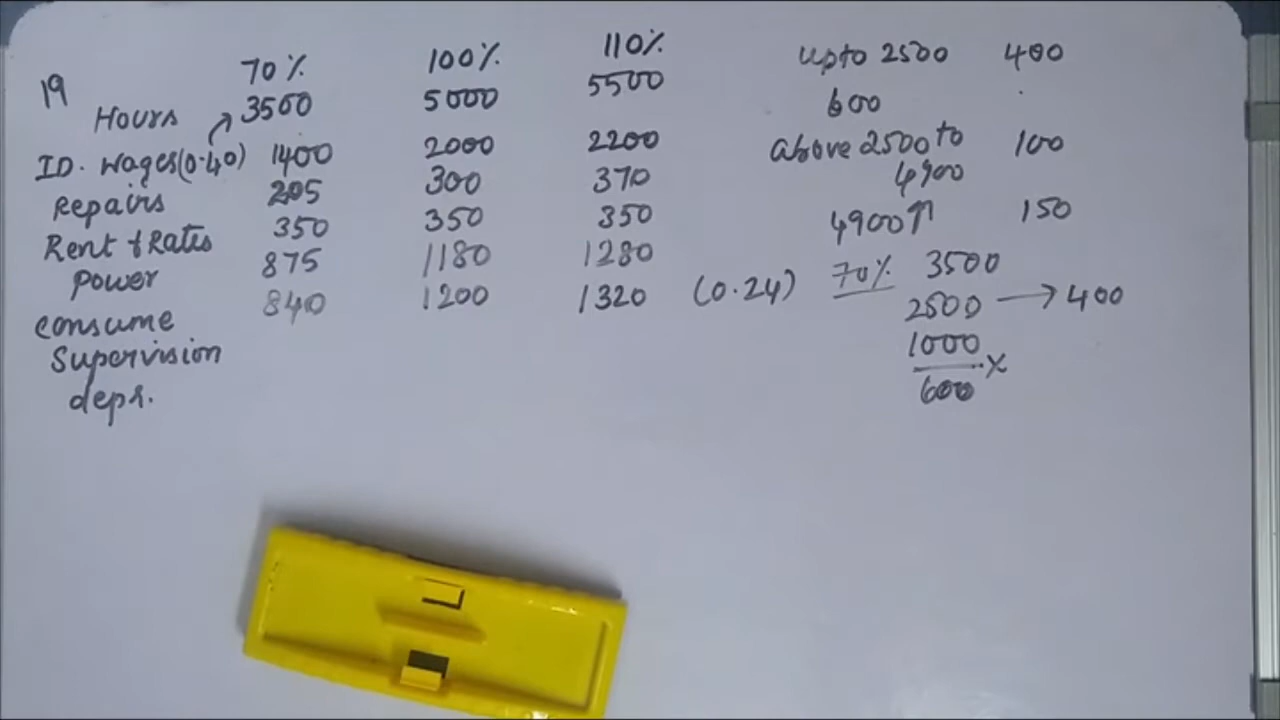 19
70% 100% 110%
Hours 3500 5000 5500
ID. Wages(0.40) 1400 2000 2200
Repairs 205 300 370
Rent & Rates 350 350 350
Power 875 1180 1280
Consume 840 1200 1320 (0.24)
Supervision
depr.
upto 2500 400
600
above 2500 to 100
4900
4900↑ 150
70% 3500
2500 → 400
1000
600 ×